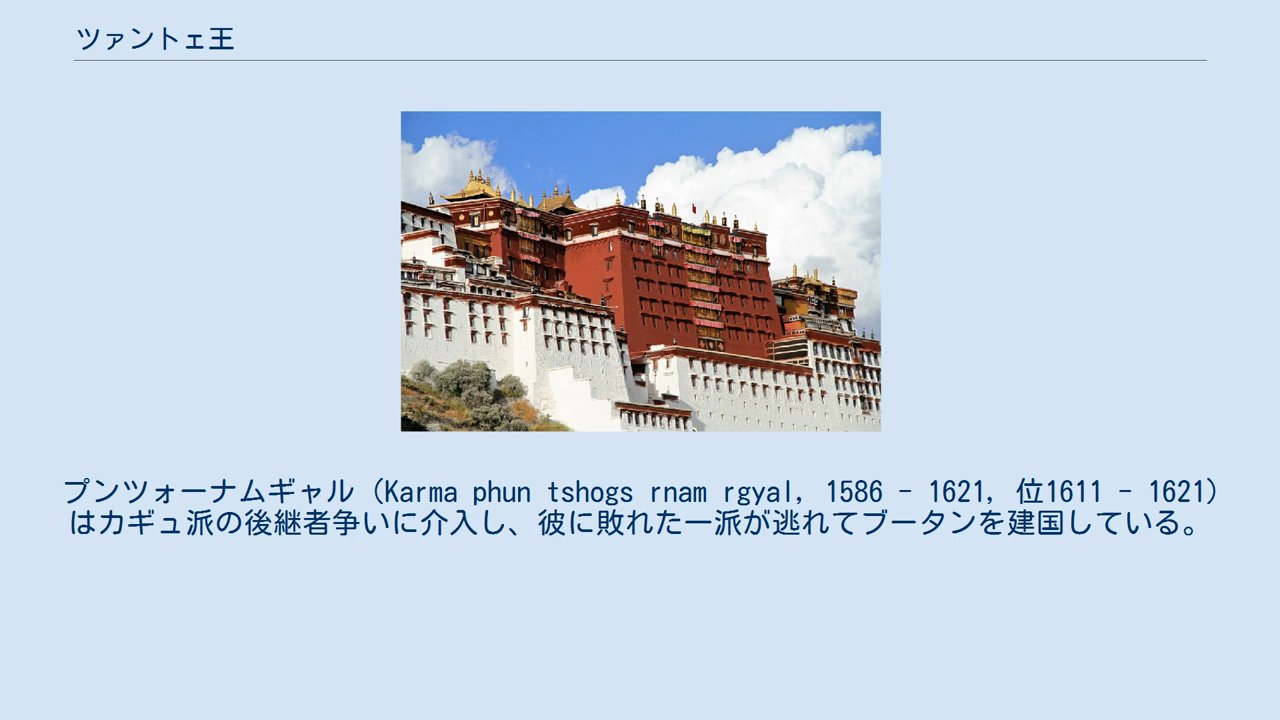 ツァントェ王
プンツォーナムギャル（Karma phun tshogs rnam rgyal, 1586 - 1621, 位1611 - 1621）
はカギュ派の後継者争いに介入し、彼に敗れた一派が逃れてブータンを建国している。